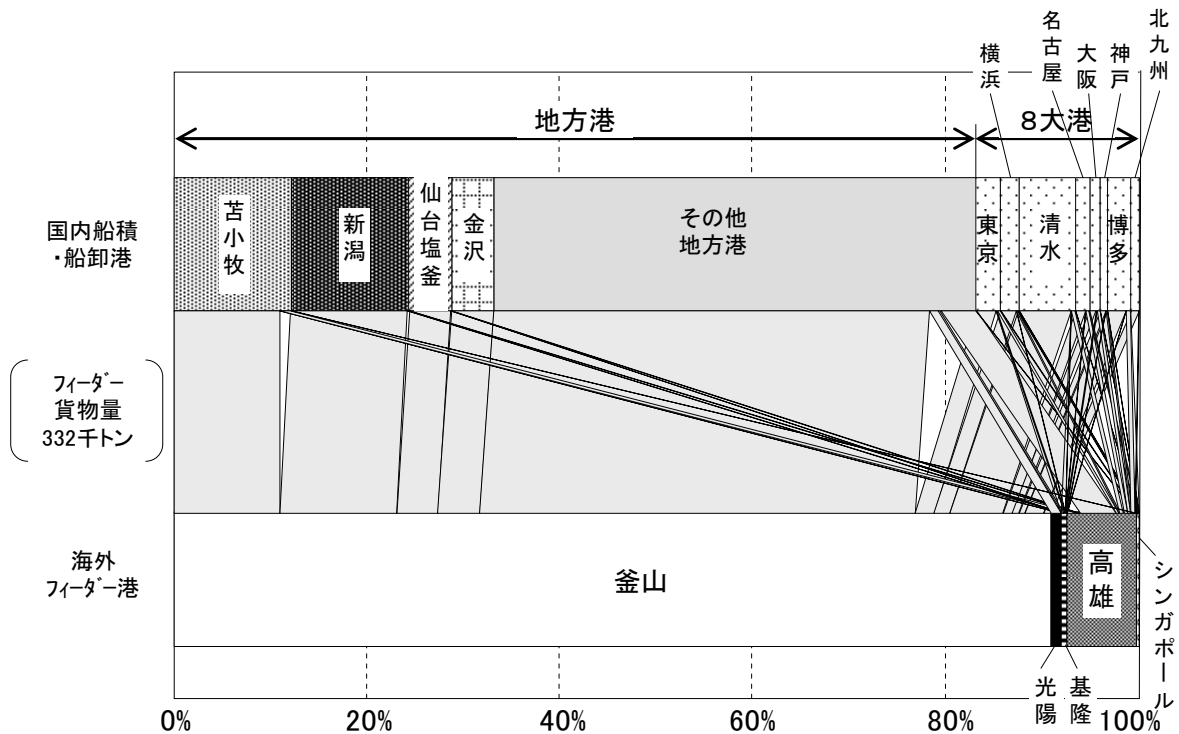 北九州
名古屋
神戸
大阪
横浜
地方港
8大港
国内船積
・船卸港
苫小牧
新潟
仙台塩釜
金沢
その他
地方港
東京
清水
博多
フィーダー
貨物量
332千トン
海外
フィーダー港
釜山
高雄
シンガポール
光陽
基隆
0%
20%
40%
60%
80%
100%